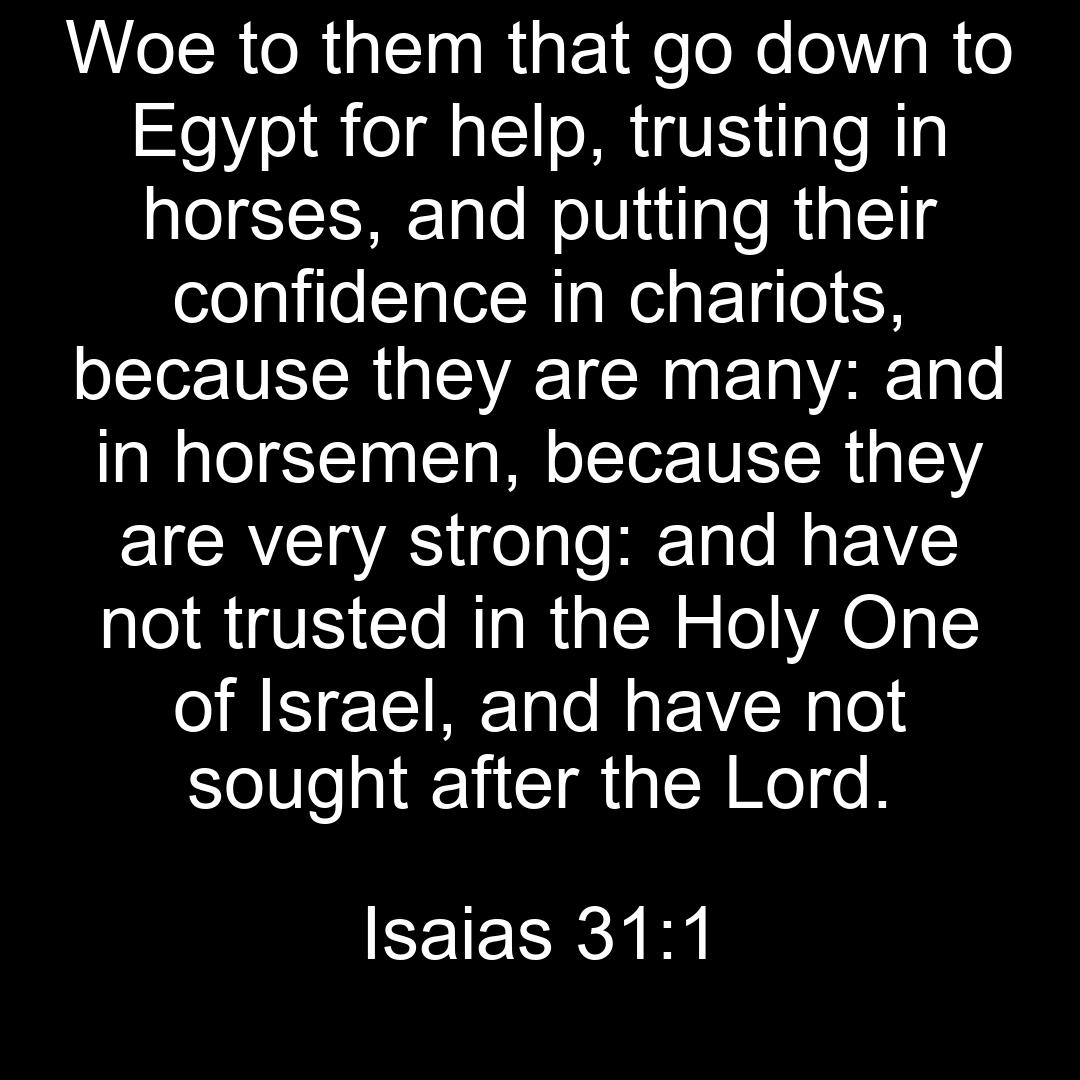 Woe to them that go down to
Egypt for help, trusting in
horses, and putting their
confidence in chariots,
because they are many: and
in horsemen, because they
are very strong: and have
not trusted in the Holy One
of Israel, and have not
sought after the Lord.
Isaias 31:1